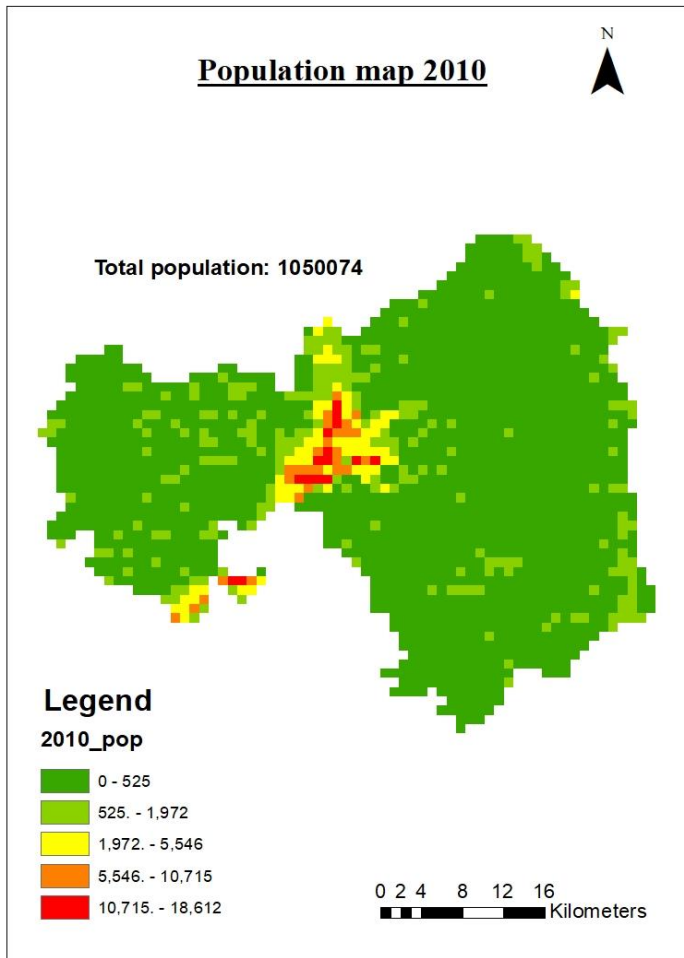 N
Population map 2010
Total population: 1050074
Legend
2010_pop
0 - 525
525. - 1,972
1,972. - 5,546
5,546. - 10,715
10,715. - 18,612
0 2 4 8 12 16
Kilometers